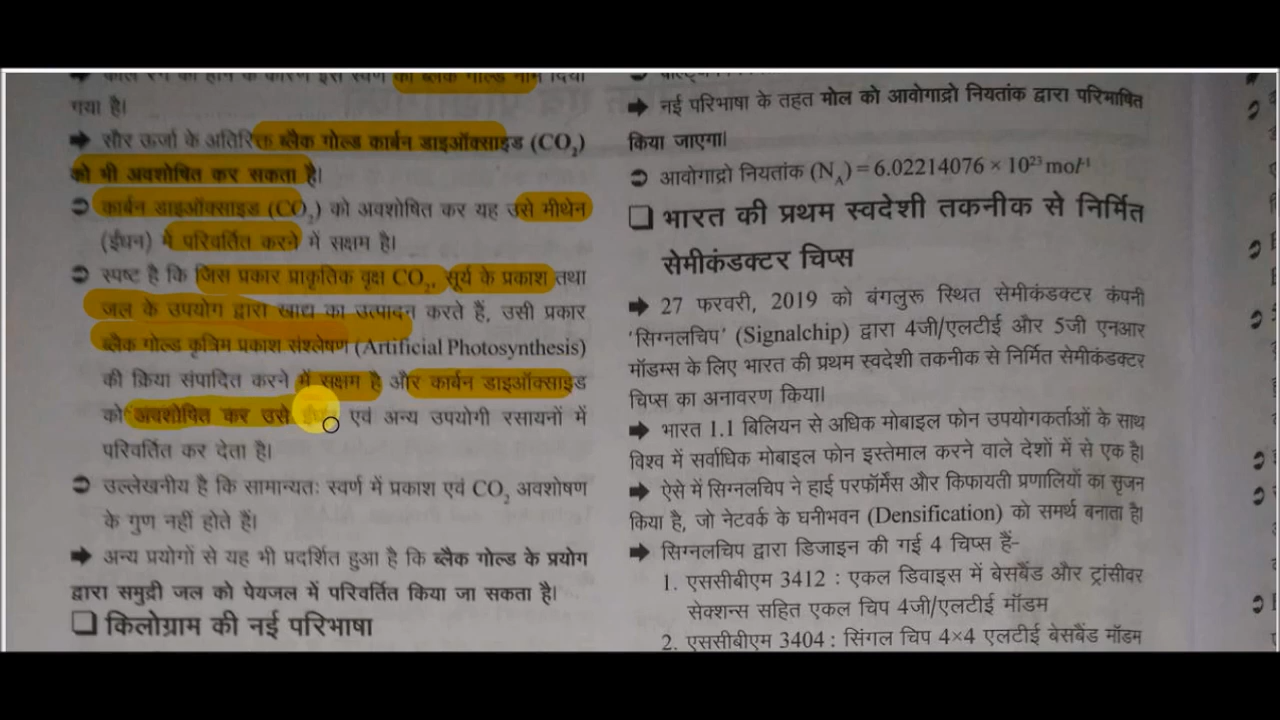 काले रंग का होने के कारण इस स्वर्ण को ब्लैक गोल्ड नाम दिया
गया है।
➡ सौर ऊर्जा के अतिरिक्त ब्लैक गोल्ड कार्बन डाइऑक्साइड (CO₂)
को भी अवशोषित कर सकता है।
➲ कार्बन डाइऑक्साइड (CO₂) को अवशोषित कर यह उसे मीथेन
(ईंधन) में परिवर्तित करने में सक्षम है।
➲ स्पष्ट है कि जिस प्रकार प्राकृतिक वृक्ष CO₂, सूर्य के प्रकाश तथा
जल के उपयोग द्वारा खाद्य का उत्पादन करते हैं, उसी प्रकार
ब्लैक गोल्ड कृत्रिम प्रकाश संश्लेषण (Artificial Photosynthesis)
की क्रिया संपादित करने में सक्षम है और कार्बन डाइऑक्साइड
को अवशोषित कर उसे ईंधन एवं अन्य उपयोगी रसायनों में
परिवर्तित कर देता है।
➲ उल्लेखनीय है कि सामान्यतः स्वर्ण में प्रकाश एवं CO₂ अवशोषण
के गुण नहीं होते हैं।
➡ अन्य प्रयोगों से यह भी प्रदर्शित हुआ है कि ब्लैक गोल्ड के प्रयोग
द्वारा समुद्री जल को पेयजल में परिवर्तित किया जा सकता है।
❑ किलोग्राम की नई परिभाषा
➡ नई परिभाषा के तहत मोल को आवोगाद्रो नियतांक द्वारा परिभाषित
किया जाएगा।
➲ आवोगाद्रो नियतांक (N_A) = 6.02214076 × 10²³ mol⁻¹
❑ भारत की प्रथम स्वदेशी तकनीक से निर्मित
सेमीकंडक्टर चिप्स
➡ 27 फरवरी, 2019 को बंगलुरू स्थित सेमीकंडक्टर कंपनी
'सिग्नलचिप' (Signalchip) द्वारा 4जी/एलटीई और 5जी एनआर
मॉडम्स के लिए भारत की प्रथम स्वदेशी तकनीक से निर्मित सेमीकंडक्टर
चिप्स का अनावरण किया।
➡ भारत 1.1 बिलियन से अधिक मोबाइल फोन उपयोगकर्ताओं के साथ
विश्व में सर्वाधिक मोबाइल फोन इस्तेमाल करने वाले देशों में से एक है।
➡ ऐसे में सिग्नलचिप ने हाई परफॉर्मेंस और किफायती प्रणालियों का सृजन
किया है, जो नेटवर्क के घनीभवन (Densification) को समर्थ बनाता है।
➡ सिग्नलचिप द्वारा डिजाइन की गई 4 चिप्स हैं-
1. एससीबीएम 3412 : एकल डिवाइस में बेसबैंड और ट्रांसीवर
सेक्शन्स सहित एकल चिप 4जी/एलटीई मॉडम
2. एससीबीएम 3404 : सिंगल चिप 4×4 एलटीई बेसबैंड मॉडम